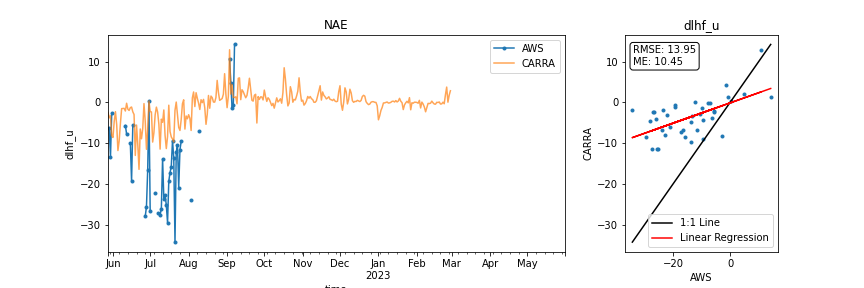 NAE
dlhf_u
AWS
CARRA
10
0
−10
−20
−30
dlhf_u
Jun Jul Aug Sep Oct Nov Dec Jan Feb Mar Apr May
2023
time
dlhf_u
RMSE: 13.95
ME: 10.45
10
0
−10
−20
−30
CARRA
1:1 Line
Linear Regression
−20 0
AWS